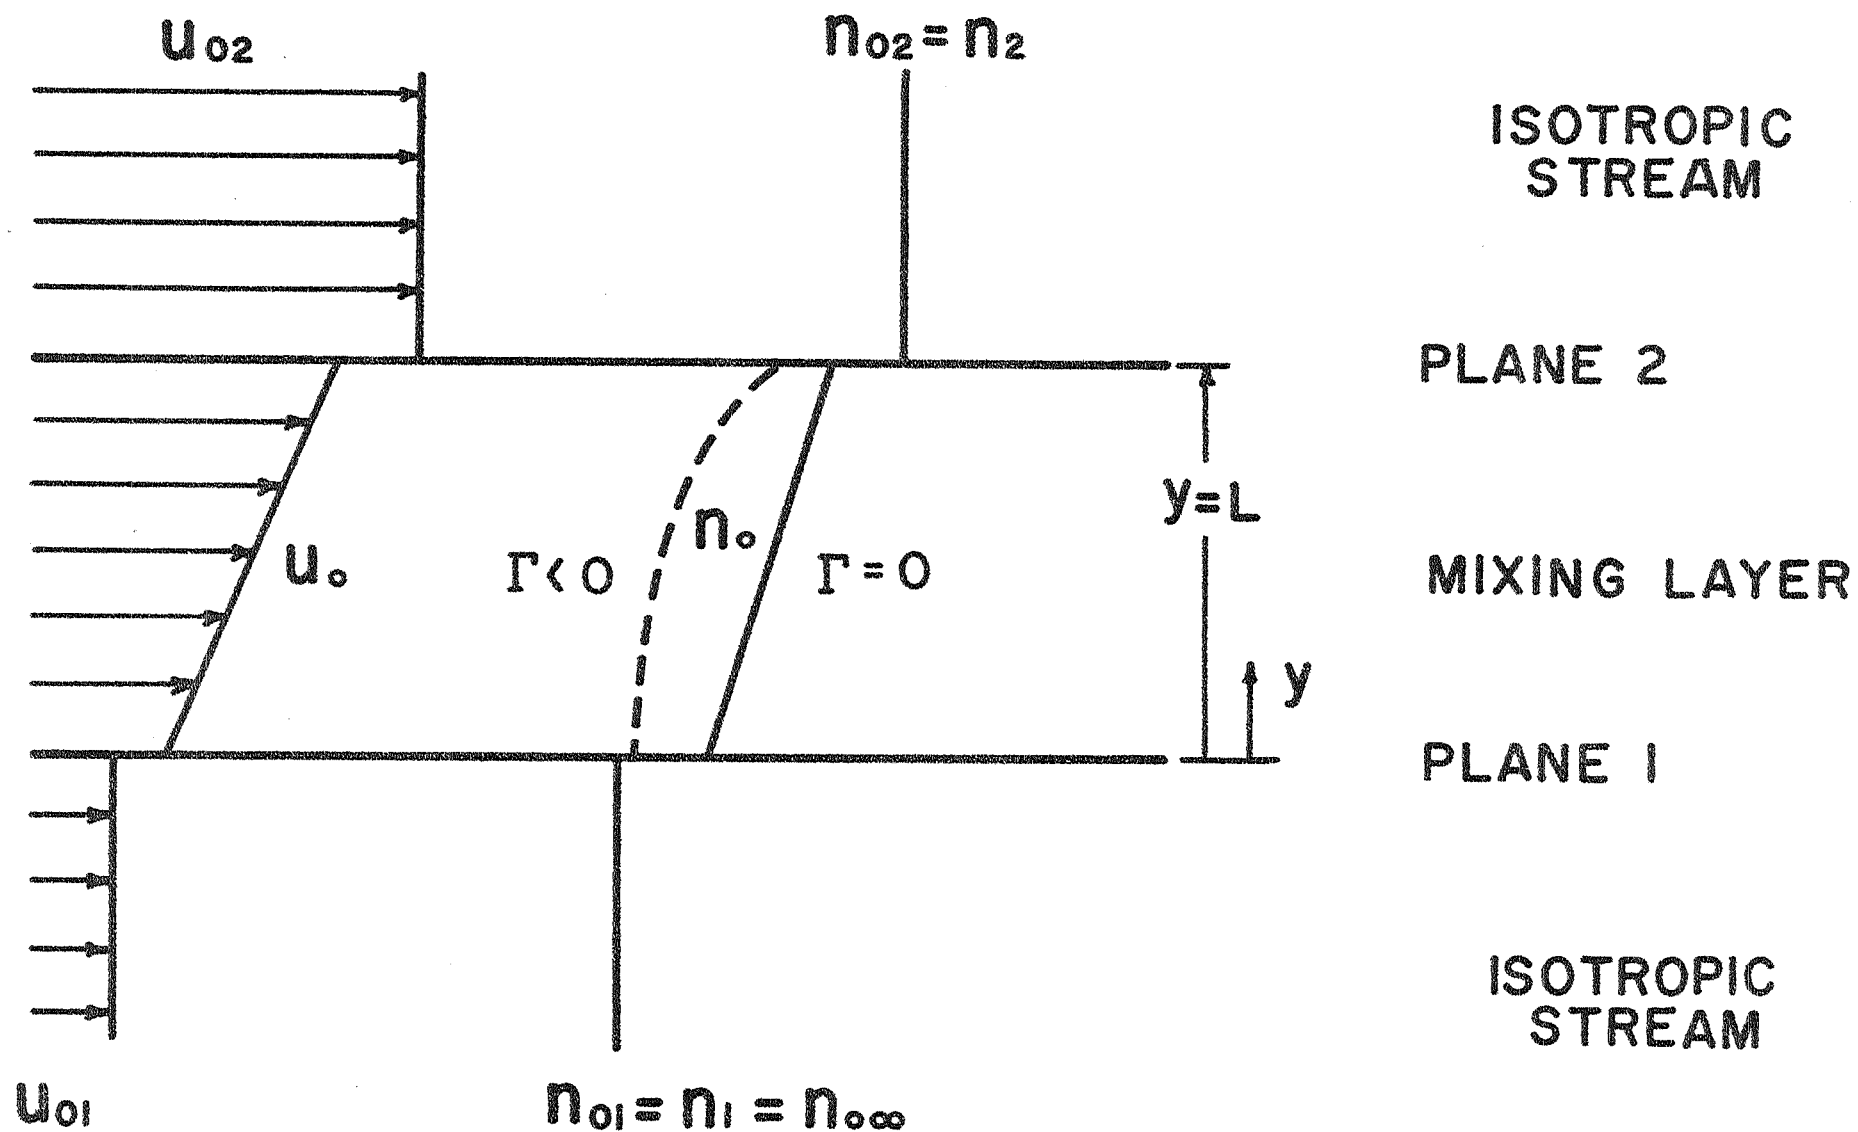 u₀₂
n₀₂ = n₂
ISOTROPIC
STREAM
PLANE 2
y = L
n₀
u₀
Γ < 0
Γ = 0
MIXING LAYER
y
PLANE 1
ISOTROPIC
STREAM
u₀₁
n₀₁ = n₁ = n₀∞